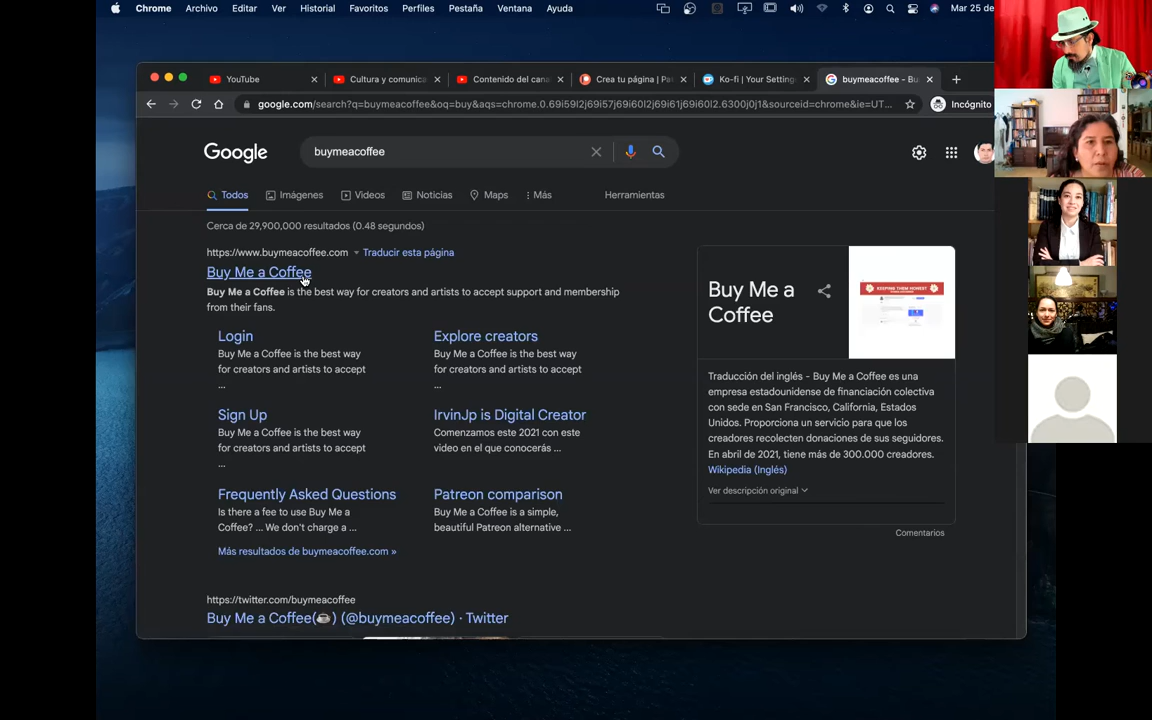 Chrome Archivo Editar Ver Historial Favoritos Perfiles Pestaña Ventana Ayuda Mar 25 de
YouTube Cultura y comunica Contenido del cana Crea tu página | Pat Ko-fi | Your Setting buymeacoffee - Bu
google.com/search?q=buymeacoffee&oq=buy&aqs=chrome.0.69i59l2j69i57j69i60j69i61j69i60l2.6300j0j1&sourceid=chrome&ie=UT... Incógnito
Google buymeacoffee
Todos Imágenes Videos Noticias Maps Más Herramientas
Cerca de 29,900,000 resultados (0.48 segundos)
https://www.buymeacoffee.com Traducir esta página
Buy Me a Coffee
Buy Me a Coffee is the best way for creators and artists to accept support and membership
from their fans.
Login
Buy Me a Coffee is the best way
for creators and artists to accept
...
Explore creators
Buy Me a Coffee is the best way
for creators and artists to accept
...
Sign Up
Buy Me a Coffee is the best way
for creators and artists to accept
...
IrvinJp is Digital Creator
Comenzamos este 2021 con este
video en el que conocerás ...
Frequently Asked Questions
Is there a fee to use Buy Me a
Coffee? ... We don't charge a ...
Patreon comparison
Buy Me a Coffee is a simple,
beautiful Patreon alternative ...
Más resultados de buymeacoffee.com »
https://twitter.com/buymeacoffee
Buy Me a Coffee(☕) (@buymeacoffee) · Twitter
Buy Me a
Coffee
KEEPING THEM HONEST
Traducción del inglés - Buy Me a Coffee es una
empresa estadounidense de financiación colectiva
con sede en San Francisco, California, Estados
Unidos. Proporciona un servicio para que los
creadores recolecten donaciones de sus seguidores.
En abril de 2021, tiene más de 300.000 creadores.
Wikipedia (Inglés)
Ver descripción original
Comentarios